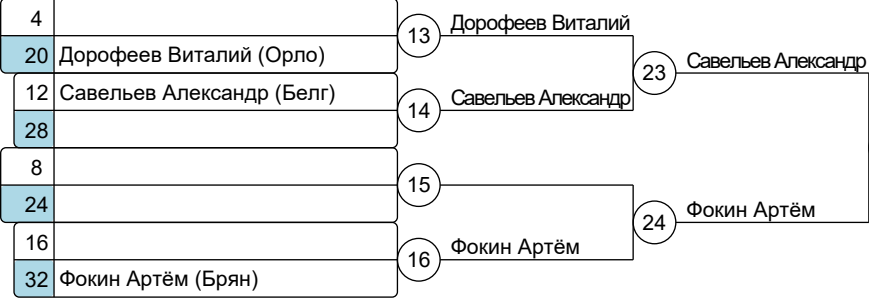 4
20 Дорофеев Виталий (Орло)
12 Савельев Александр (Белг)
28
8
24
16
32 Фокин Артём (Брян)
13
14
15
16
Дорофеев Виталий
Савельев Александр
Фокин Артём
23
24
Савельев Александр
Фокин Артём